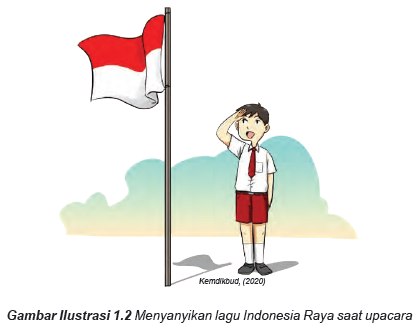 Kemdikbud, (2020)
Gambar Ilustrasi 1.2 Menyanyikan lagu Indonesia Raya saat upacara